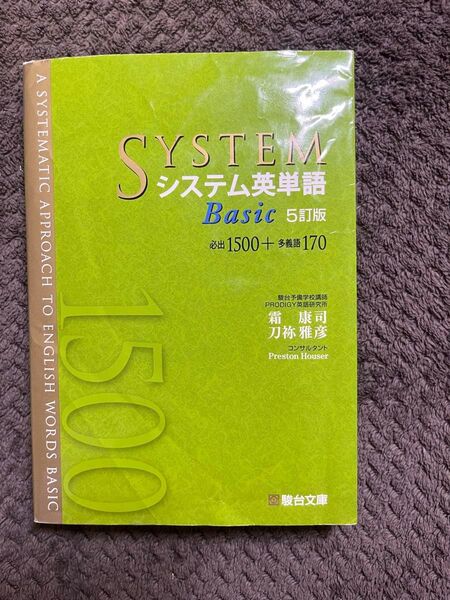 A SYSTEMATIC APPROACH TO ENGLISH WORDS BASIC
SYSTEM
システム英単語
Basic 5訂版
必出1500+多義語170
駿台予備学校講師
PRODIGY英語研究所
霜 康司
刀祢 雅彦
コンサルタント
Preston Houser
1500
駿台文庫